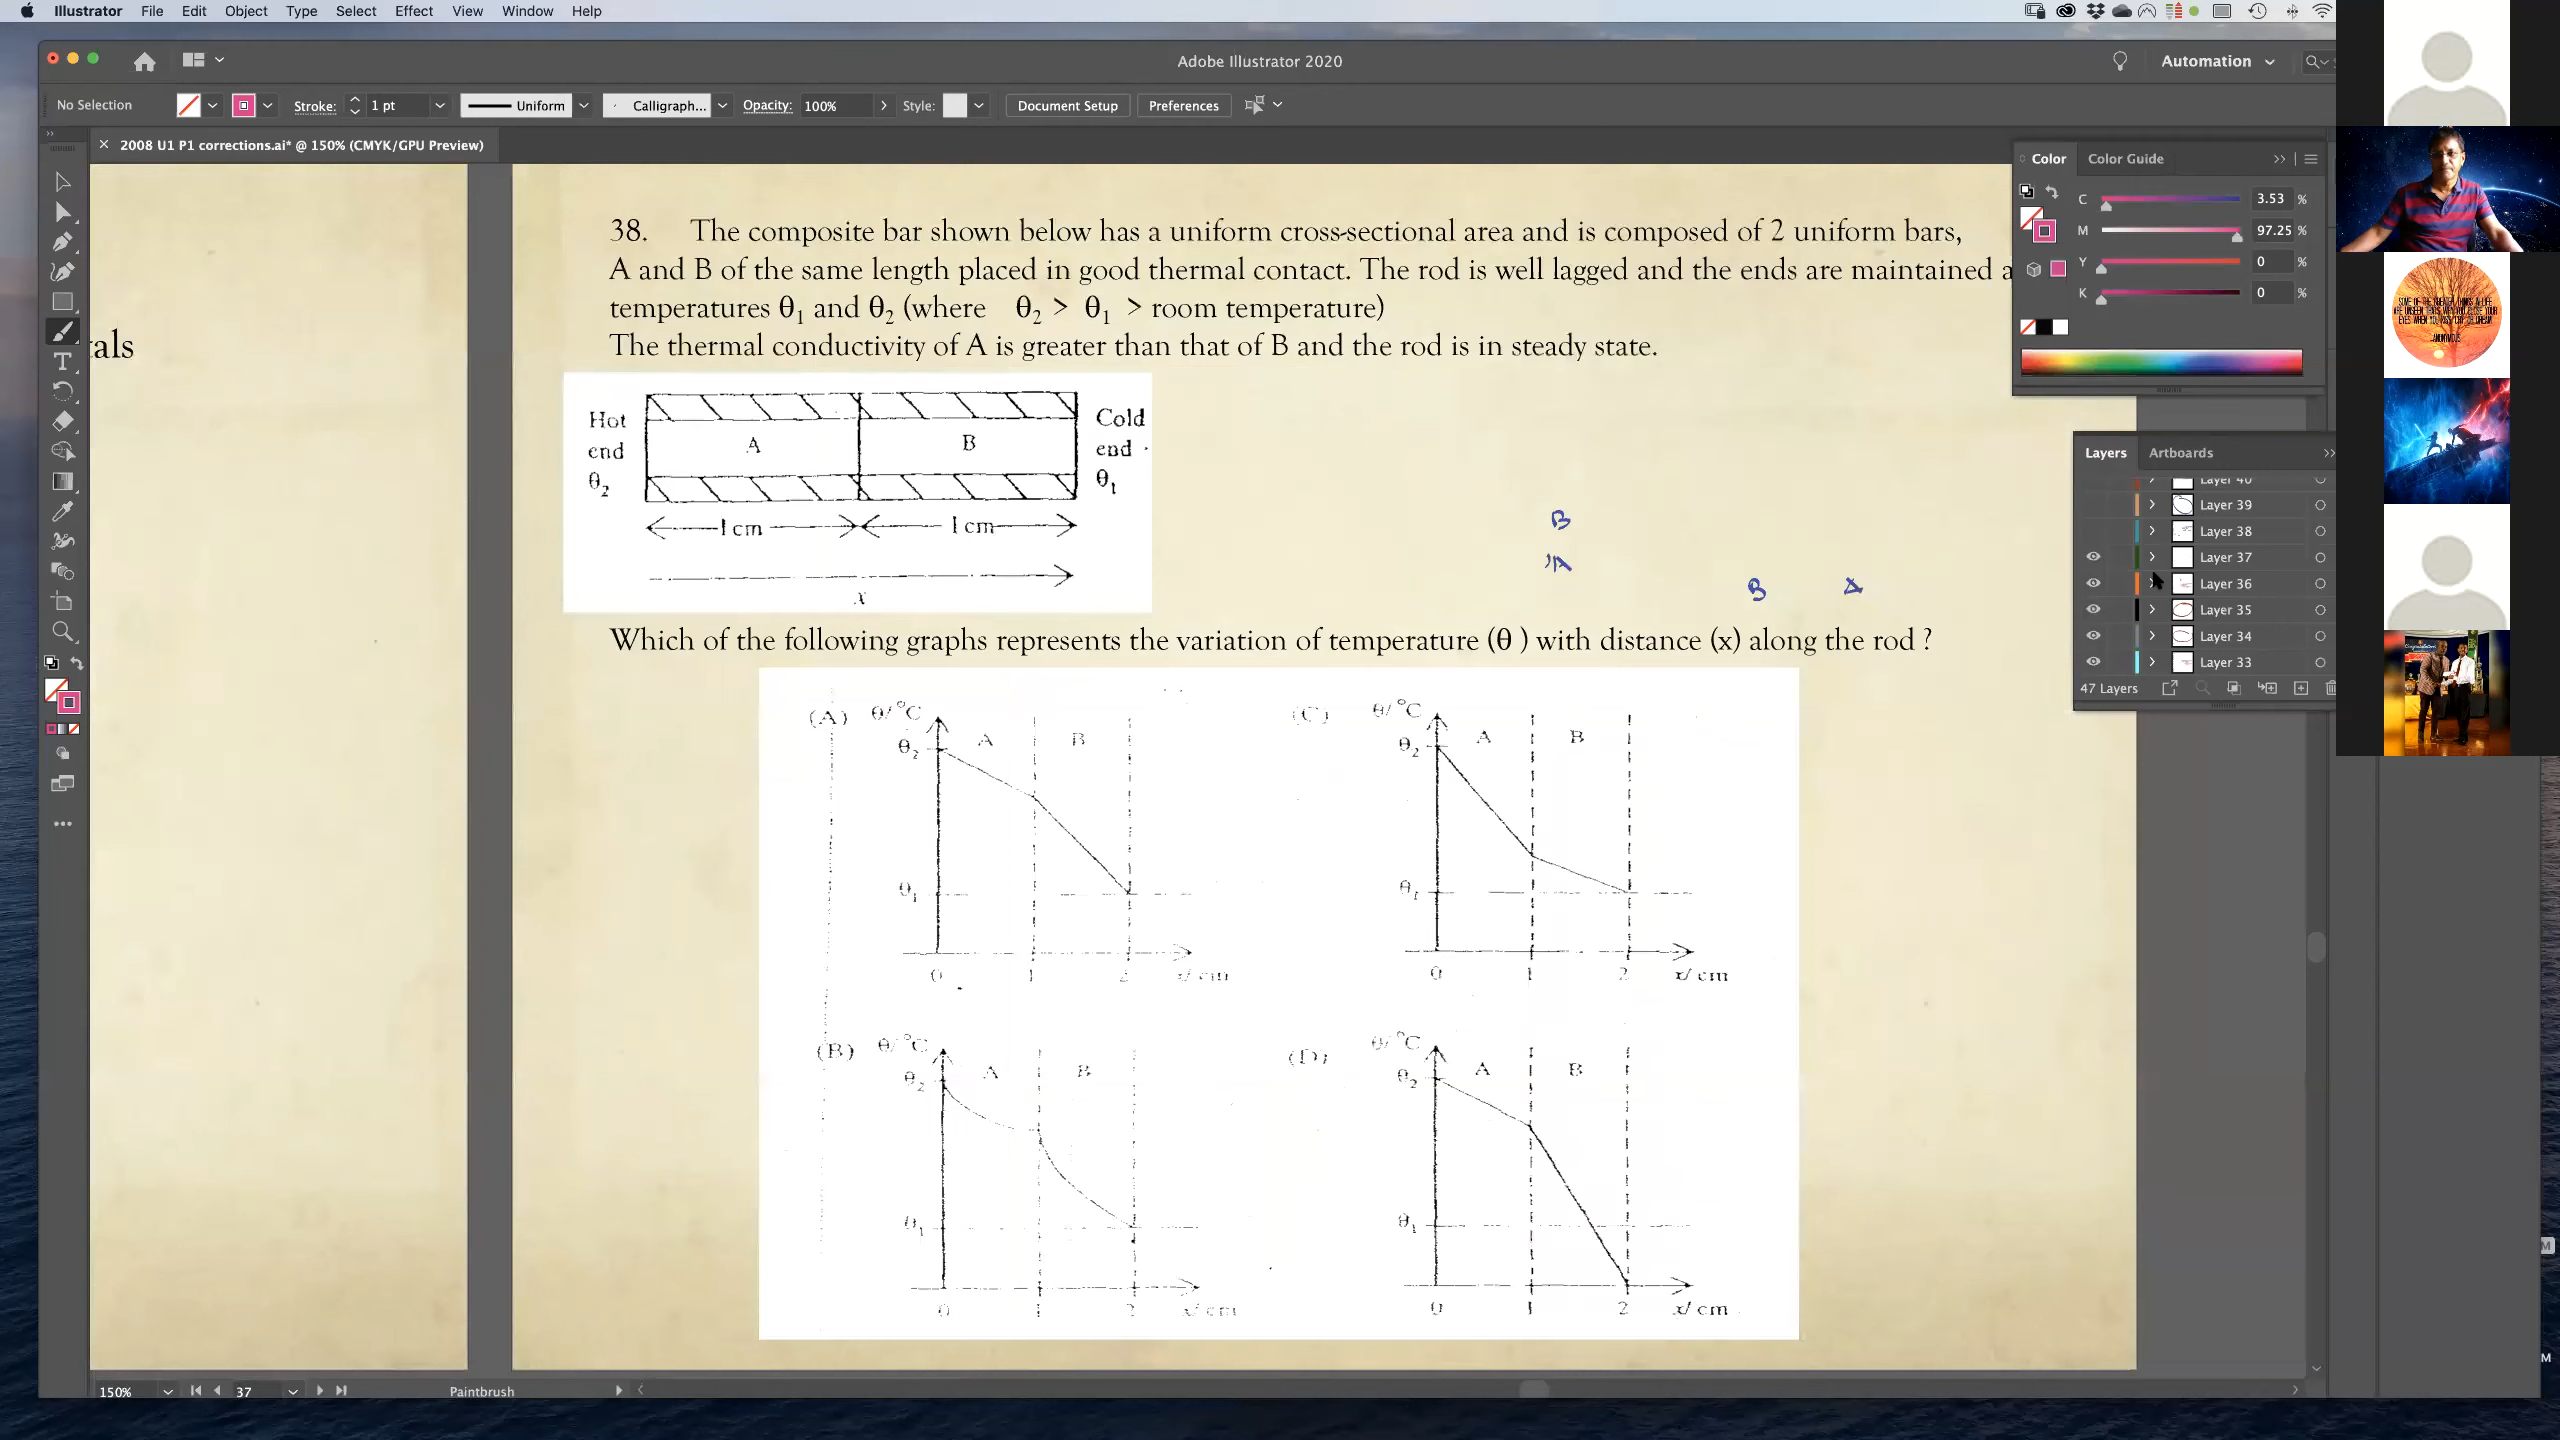 Illustrator File Edit Object Type Select Effect View Window Help
Adobe Illustrator 2020
Automation
No Selection Stroke: 1 pt Uniform Calligraph... Opacity: 100% Style: Document Setup Preferences
2008 U1 P1 corrections.ai* @ 150% (CMYK/GPU Preview)
tals
38. The composite bar shown below has a uniform cross-sectional area and is composed of 2 uniform bars,
A and B of the same length placed in good thermal contact. The rod is well lagged and the ends are maintained a
temperatures θ₁ and θ₂ (where θ₂ > θ₁ > room temperature)
The thermal conductivity of A is greater than that of B and the rod is in steady state.
Hot end θ₂
A
B
Cold end θ₁
1 cm
1 cm
x
B
A
B A
Which of the following graphs represents the variation of temperature (θ ) with distance (x) along the rod ?
(A) θ/°C
θ₂
A B
θ₁
0 1 2 x/ cm
(C) θ/°C
θ₂
A B
θ₁
0 1 2 x/ cm
(B) θ/°C
θ₂
A B
θ₁
0 1 2 x/ cm
(D) θ/°C
θ₂
A B
θ₁
0 1 2 x/ cm
Color Color Guide
C 3.53 %
M 97.25 %
Y 0 %
K 0 %
Layers Artboards
Layer 40
Layer 39
Layer 38
Layer 37
Layer 36
Layer 35
Layer 34
Layer 33
47 Layers
150% 37 Paintbrush